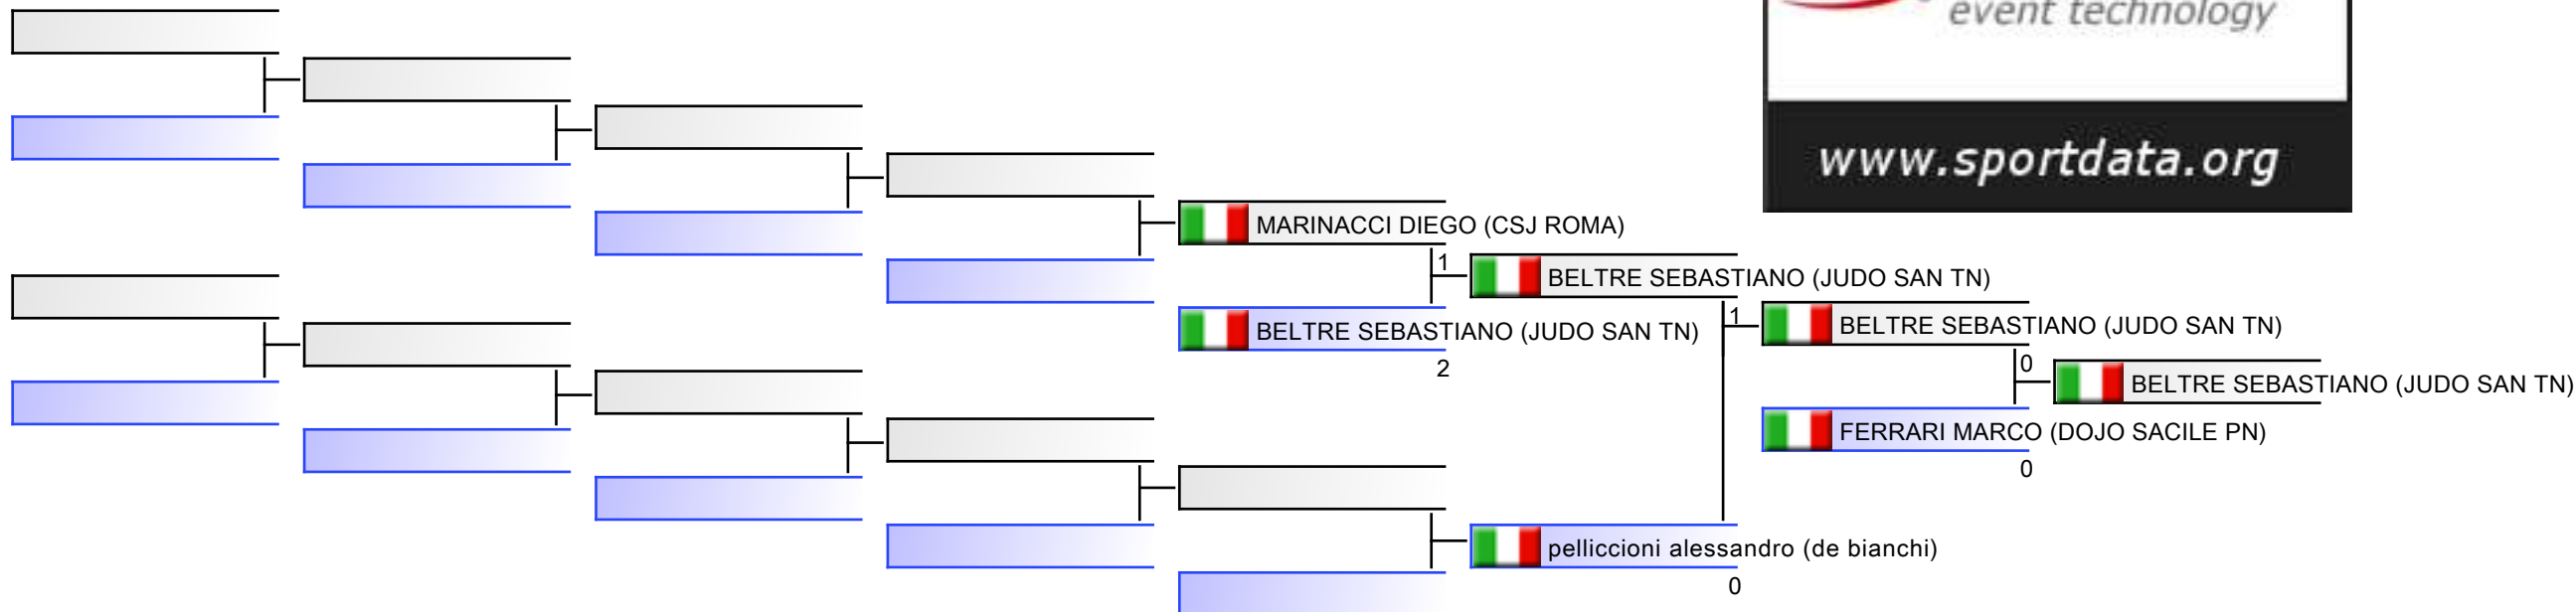 event technology
www.sportdata.org
MARINACCI DIEGO (CSJ ROMA)
1
BELTRE SEBASTIANO (JUDO SAN TN)
BELTRE SEBASTIANO (JUDO SAN TN)
2
1
BELTRE SEBASTIANO (JUDO SAN TN)
0
BELTRE SEBASTIANO (JUDO SAN TN)
FERRARI MARCO (DOJO SACILE PN)
0
pelliccioni alessandro (de bianchi)
0